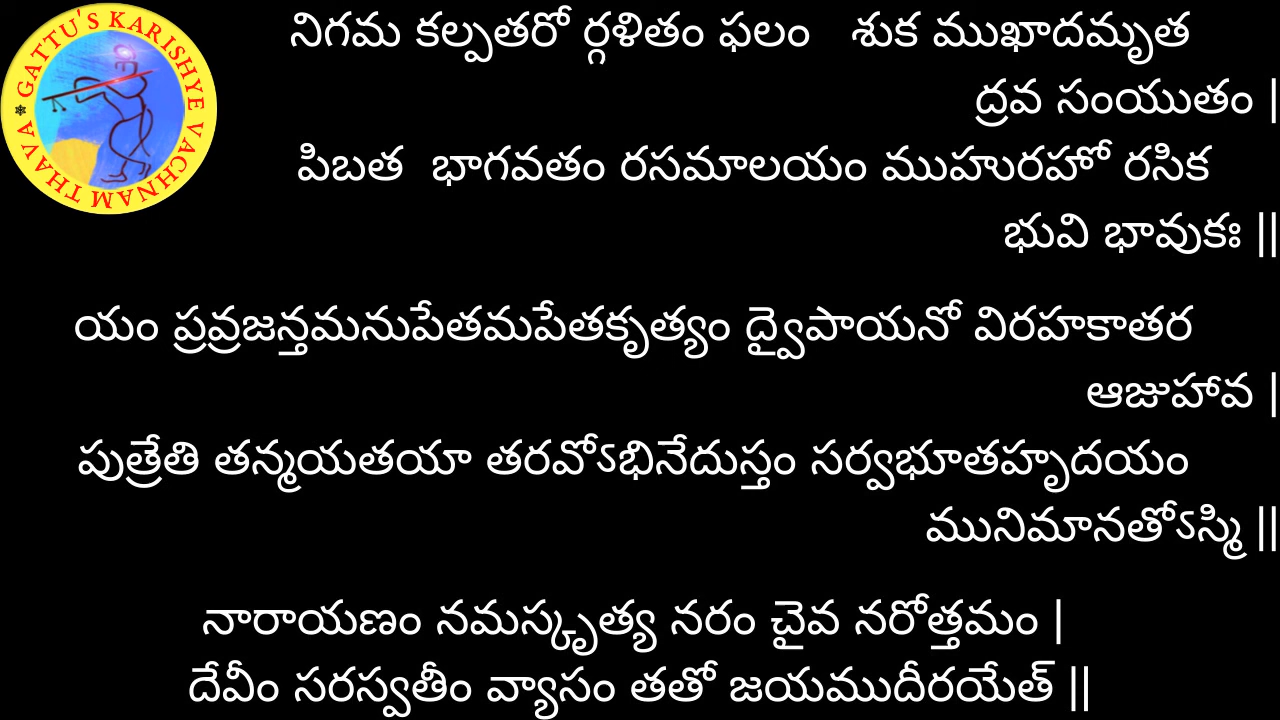 GATTU'S KARISHYE VACHNAM THAVA
నిగమ కల్పతరో ర్గళితం ఫలం శుక ముఖాదమృత
ద్రవ సంయుతం |
పిబత భాగవతం రసమాలయం ముహురహో రసిక
భువి భావుకః ||
యం ప్రవ్రజన్తమనుపేతమపేతకృత్యం ద్వైపాయనో విరహకాతర
ఆజుహావ |
పుత్రేతి తన్మయతయా తరవోఽభినేదుస్తం సర్వభూతహృదయం
మునిమానతోఽస్మి ||
నారాయణం నమస్కృత్య నరం చైవ నరోత్తమం |
దేవీం సరస్వతీం వ్యాసం తతో జయముదీరయేత్ ||